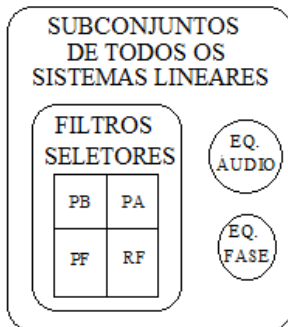 SUBCONJUNTOS
DE TODOS OS
SISTEMAS LINEARES
FILTROS
SELETORES
PB PA
PF RF
EQ.
ÁUDIO
EQ.
FASE